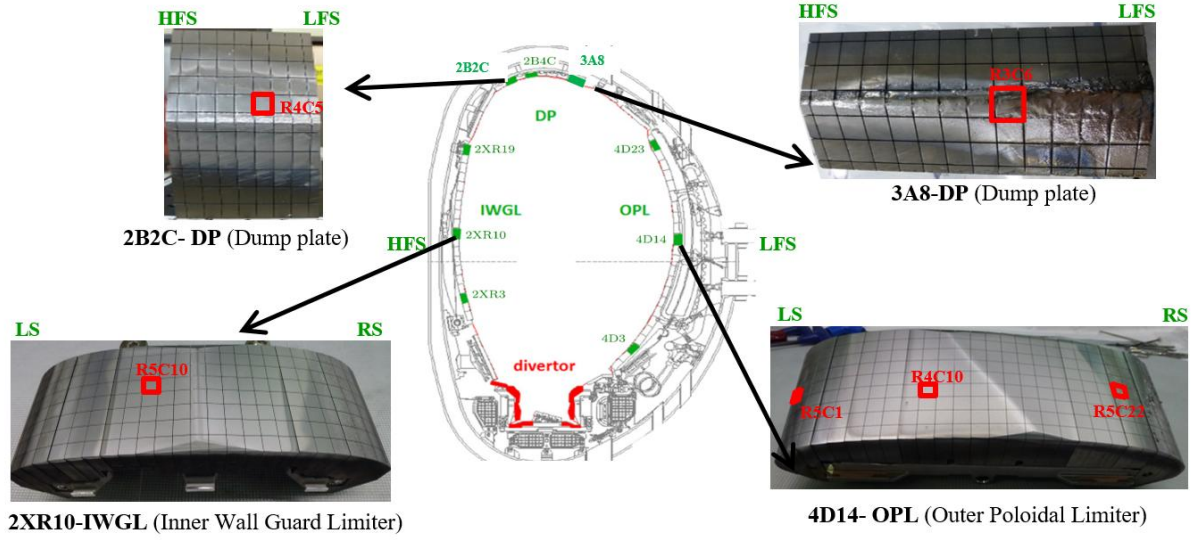 HFS LFS
R4C5
2B2C- DP (Dump plate)
2B2C
2B4C
3A8
DP
2XR19
4D23
IWGL
OPL
HFS
2XR10
4D14
LFS
2XR3
4D3
divertor
HFS LFS
R3C6
3A8-DP (Dump plate)
LS RS
R5C10
2XR10-IWGL (Inner Wall Guard Limiter)
LS RS
R5C1
R4C10
R5C22
4D14- OPL (Outer Poloidal Limiter)